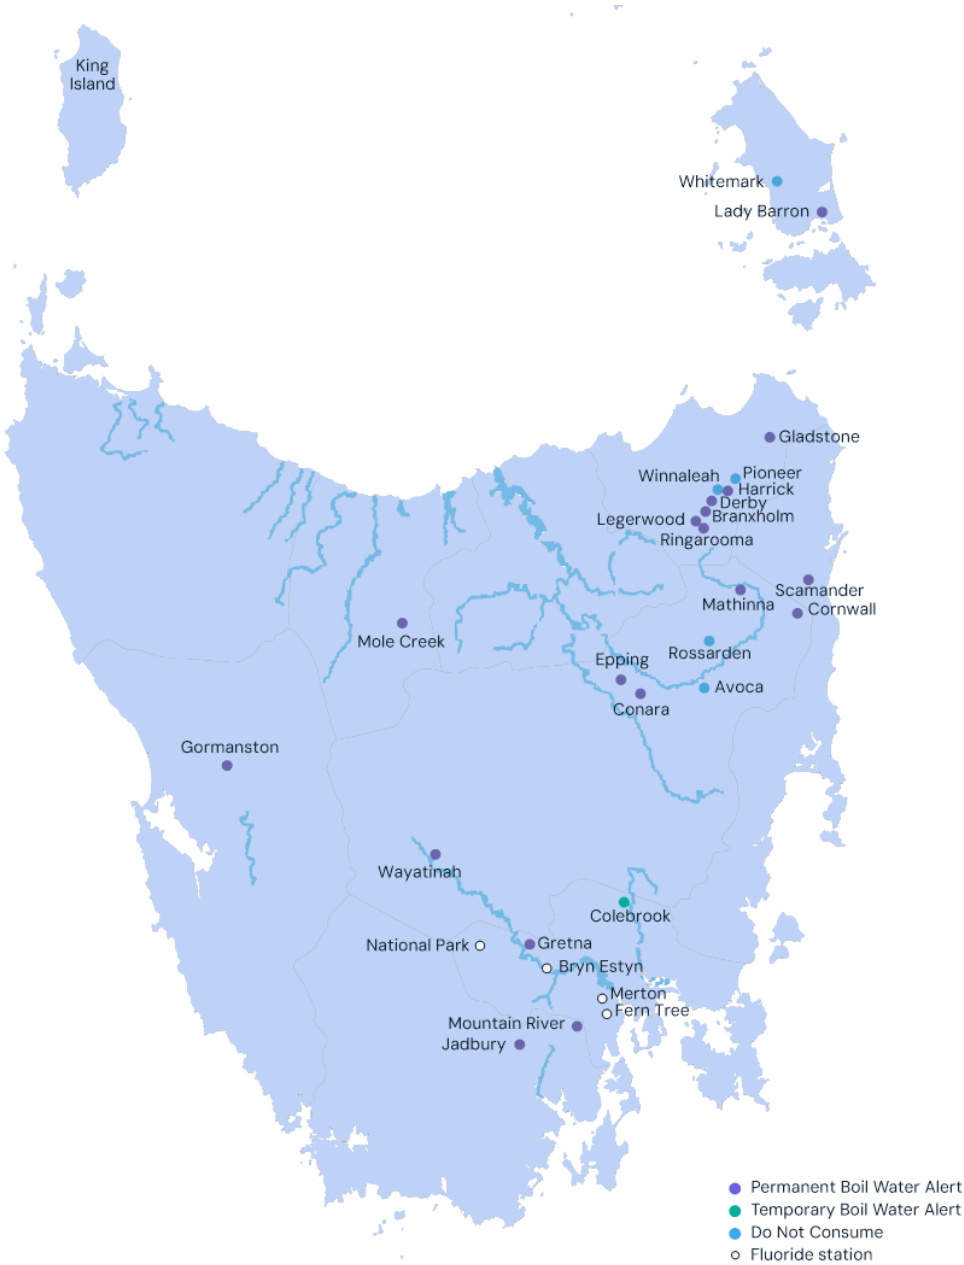 King
Island
Whitemark
Lady Barron
Gladstone
Winnaleah
Pioneer
Harrick
Derby
Branxholm
Legerwood
Ringarooma
Scamander
Mathinna
Cornwall
Mole Creek
Rossarden
Epping
Avoca
Conara
Gormanston
Wayatinah
Colebrook
National Park
Gretna
Bryn Estyn
Merton
Fern Tree
Mountain River
Jadbury
Permanent Boil Water Alert
Temporary Boil Water Alert
Do Not Consume
Fluoride station